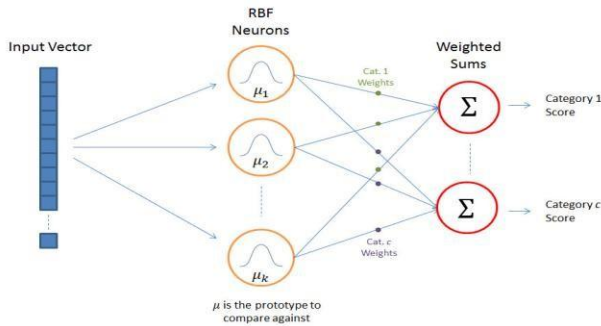 RBF
Neurons
Input Vector
Weighted
Sums
μ1
Cat. 1
Weights
Σ
Category 1
Score
μ2
Σ
Category c
Score
μk
Cat. c
Weights
μ is the prototype to
compare against